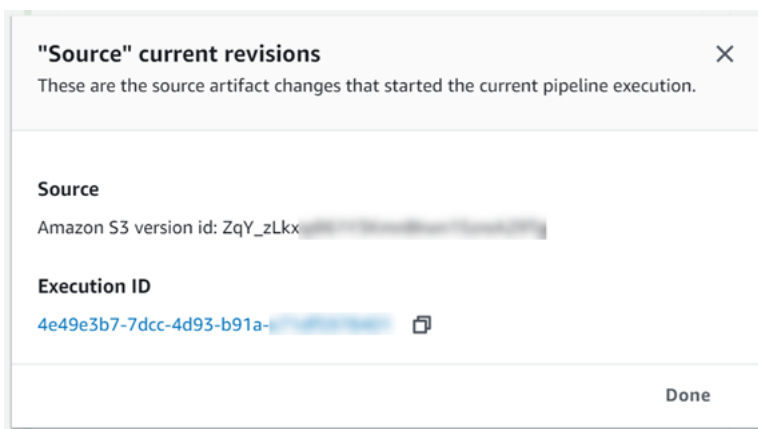 "Source" current revisions
These are the source artifact changes that started the current pipeline execution.
Source
Amazon S3 version id: ZqY_zLkx
Execution ID
4e49e3b7-7dcc-4d93-b91a-
Done